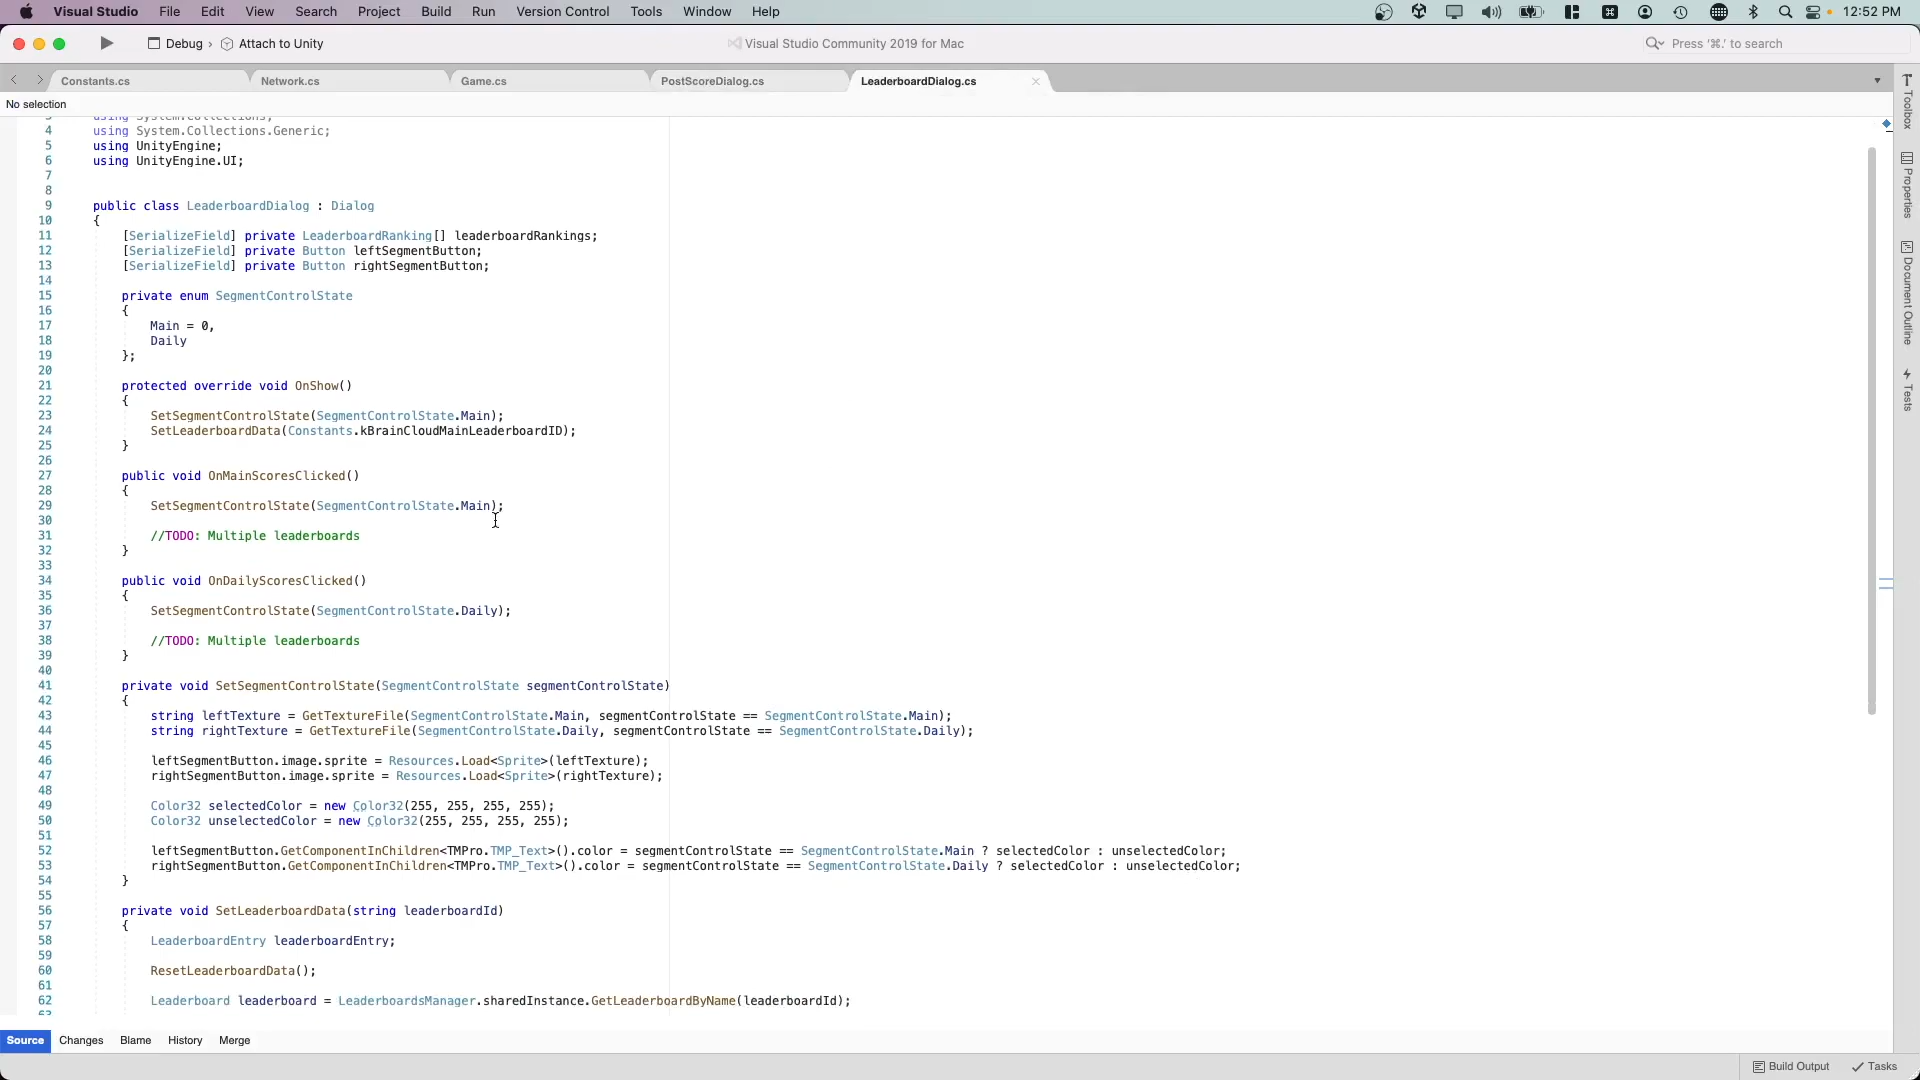 Visual Studio File Edit View Search Project Build Run Version Control Tools Window Help 12:52 PM
Debug › Attach to Unity Visual Studio Community 2019 for Mac Press '⌘.' to search
Constants.cs Network.cs Game.cs PostScoreDialog.cs LeaderboardDialog.cs
No selection
3 using System.Collections;
4 using System.Collections.Generic;
5 using UnityEngine;
6 using UnityEngine.UI;
7
8
9 public class LeaderboardDialog : Dialog
10 {
11 [SerializeField] private LeaderboardRanking[] leaderboardRankings;
12 [SerializeField] private Button leftSegmentButton;
13 [SerializeField] private Button rightSegmentButton;
14
15 private enum SegmentControlState
16 {
17 Main = 0,
18 Daily
19 };
20
21 protected override void OnShow()
22 {
23 SetSegmentControlState(SegmentControlState.Main);
24 SetLeaderboardData(Constants.kBrainCloudMainLeaderboardID);
25 }
26
27 public void OnMainScoresClicked()
28 {
29 SetSegmentControlState(SegmentControlState.Main);
30
31 //TODO: Multiple leaderboards
32 }
33
34 public void OnDailyScoresClicked()
35 {
36 SetSegmentControlState(SegmentControlState.Daily);
37
38 //TODO: Multiple leaderboards
39 }
40
41 private void SetSegmentControlState(SegmentControlState segmentControlState)
42 {
43 string leftTexture = GetTextureFile(SegmentControlState.Main, segmentControlState == SegmentControlState.Main);
44 string rightTexture = GetTextureFile(SegmentControlState.Daily, segmentControlState == SegmentControlState.Daily);
45
46 leftSegmentButton.image.sprite = Resources.Load<Sprite>(leftTexture);
47 rightSegmentButton.image.sprite = Resources.Load<Sprite>(rightTexture);
48
49 Color32 selectedColor = new Color32(255, 255, 255, 255);
50 Color32 unselectedColor = new Color32(255, 255, 255, 255);
51
52 leftSegmentButton.GetComponentInChildren<TMPro.TMP_Text>().color = segmentControlState == SegmentControlState.Main ? selectedColor : unselectedColor;
53 rightSegmentButton.GetComponentInChildren<TMPro.TMP_Text>().color = segmentControlState == SegmentControlState.Daily ? selectedColor : unselectedColor;
54 }
55
56 private void SetLeaderboardData(string leaderboardId)
57 {
58 LeaderboardEntry leaderboardEntry;
59
60 ResetLeaderboardData();
61
62 Leaderboard leaderboard = LeaderboardsManager.sharedInstance.GetLeaderboardByName(leaderboardId);
63
Toolbox
Properties
Document Outline
Tests
Source Changes Blame History Merge
Build Output Tasks